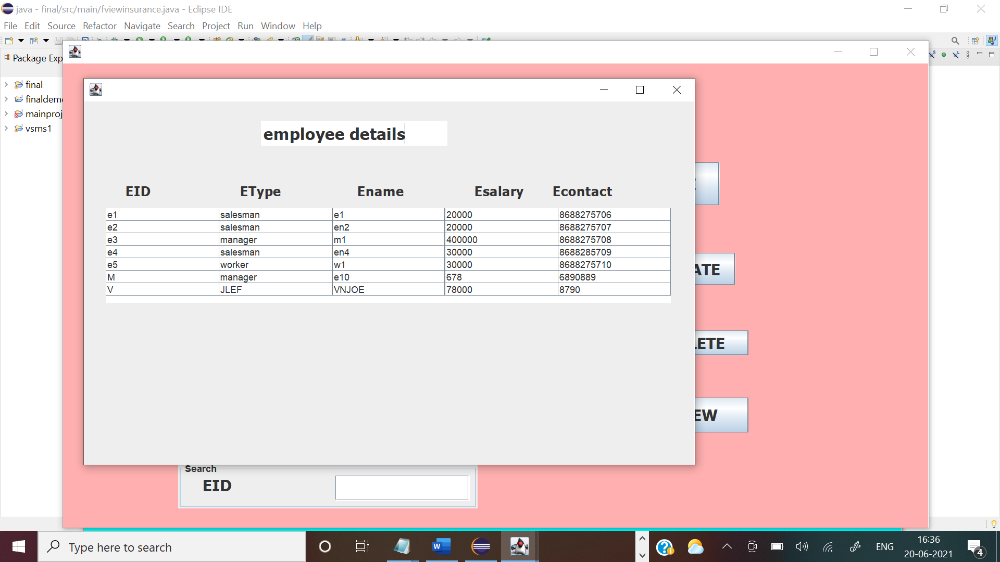 java - final/src/main/fviewinsurance.java - Eclipse IDE
File Edit Source Refactor Navigate Search Project Run Window Help
Package Exp
final
finaldem
mainproj
vsms1
employee details
EID EType Ename Esalary Econtact
e1 salesman e1 20000 8688275706
e2 salesman en2 20000 8688275707
e3 manager m1 400000 8688275708
e4 salesman en4 30000 8688285709
e5 worker w1 30000 8688275710
M manager e10 678 6890889
V JLEF VNJOE 78000 8790
ATE
LETE
EW
Search
EID
Type here to search
ENG
16:36
20-06-2021
4